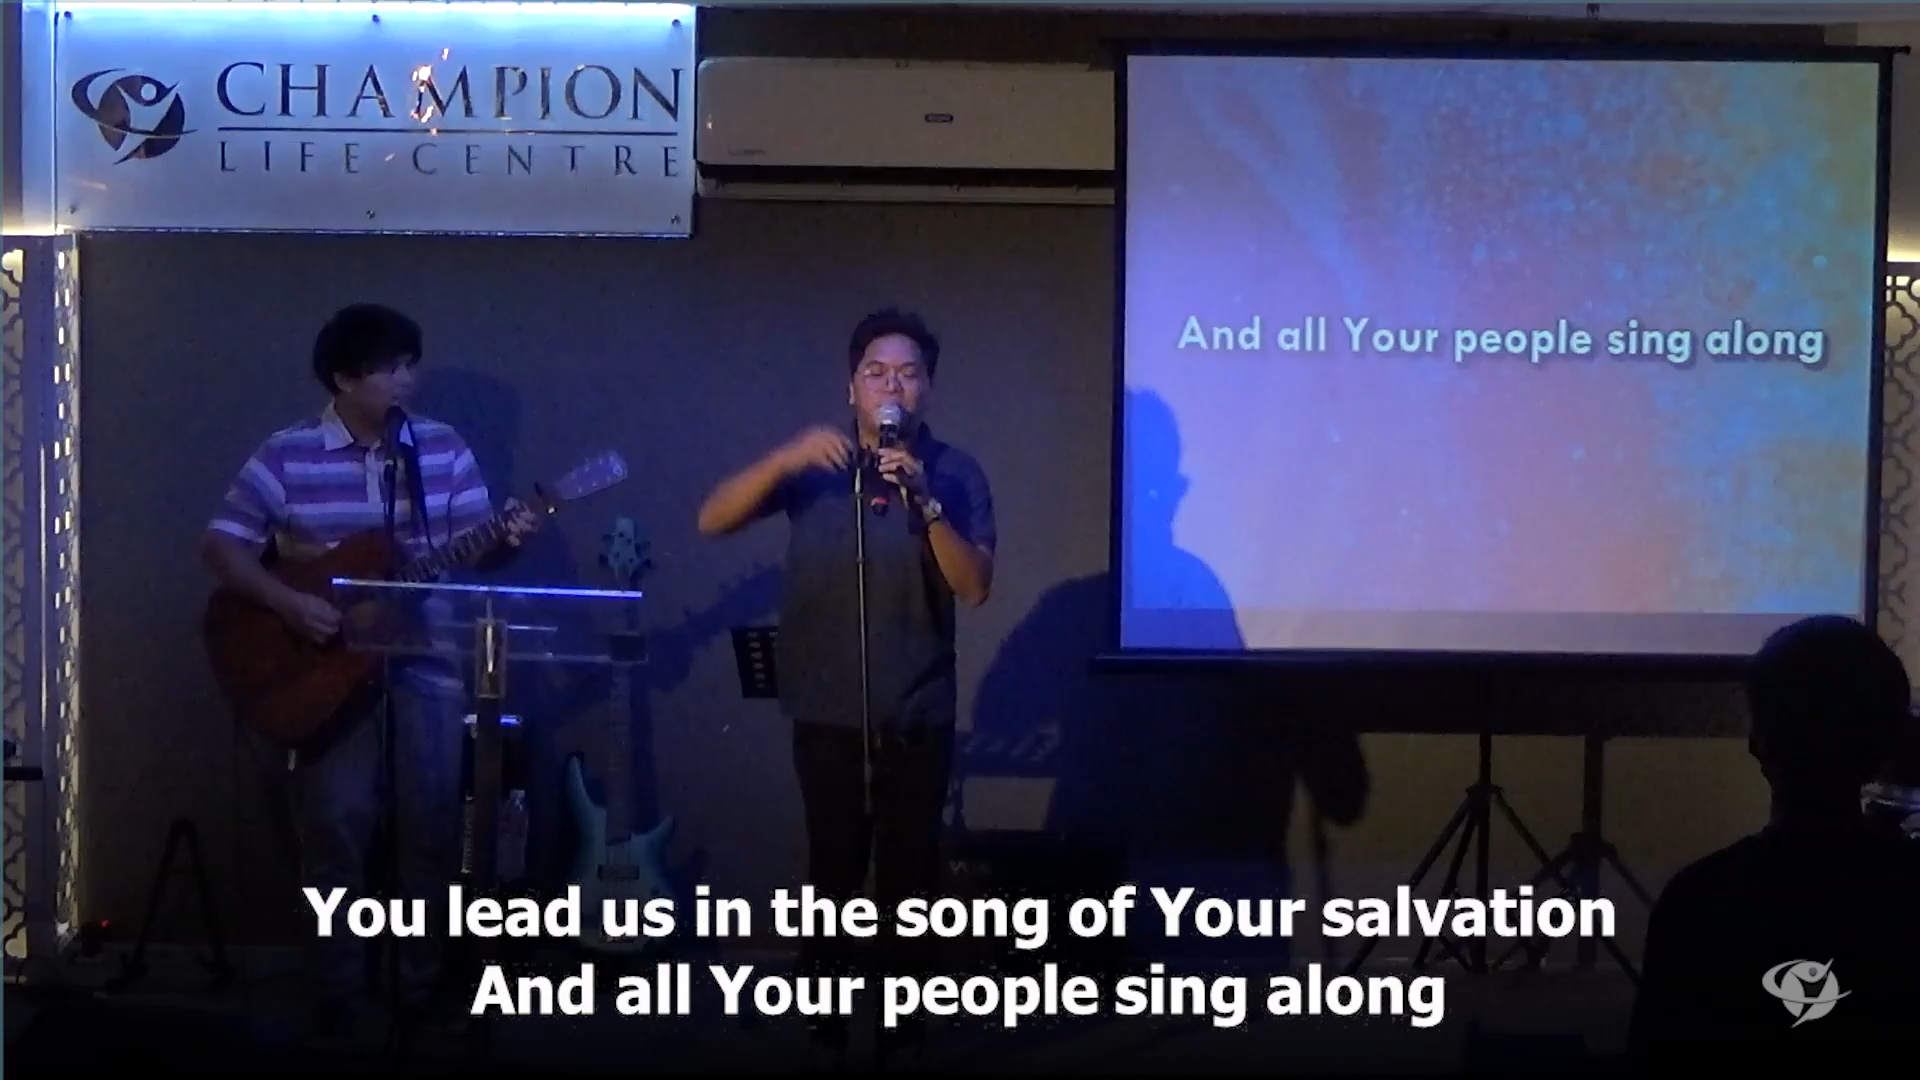 CHAMPION
LIFE CENTRE
And all Your people sing along
You lead us in the song of Your salvation
And all Your people sing along